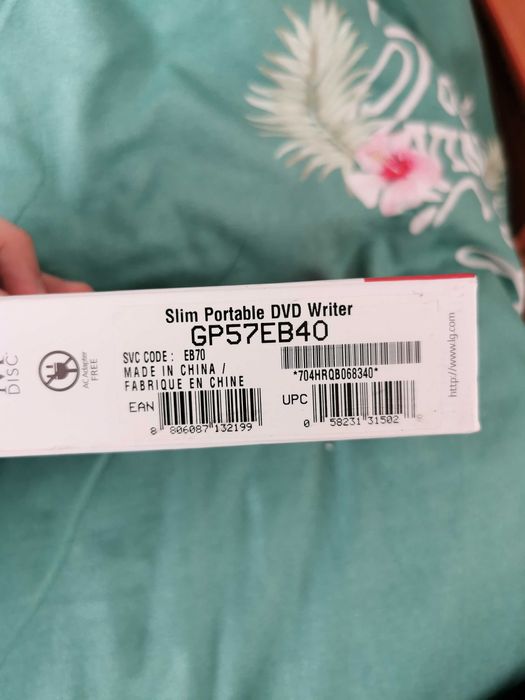 Slim Portable DVD Writer
GP57EB40
SVC CODE : EB70
MADE IN CHINA /
FABRIQUE EN CHINE
*704HRQB068340*
EAN
8 806087 132199
UPC
0 58231 31502
DISC
AC Adapter
FREE
http://www.lg.com